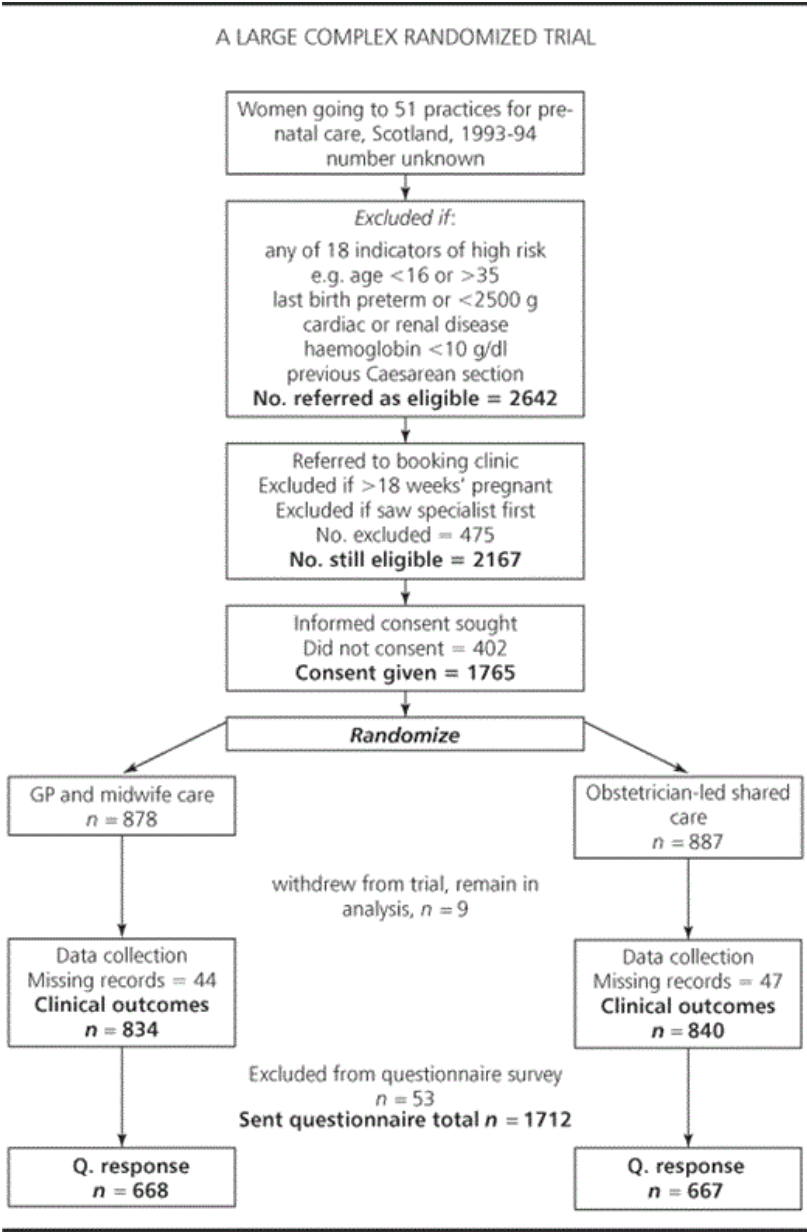 A LARGE COMPLEX RANDOMIZED TRIAL
Women going to 51 practices for pre-
natal care, Scotland, 1993-94
number unknown
Excluded if:
any of 18 indicators of high risk
e.g. age <16 or >35
last birth preterm or <2500 g
cardiac or renal disease
haemoglobin <10 g/dl
previous Caesarean section
No. referred as eligible = 2642
Referred to booking clinic
Excluded if >18 weeks' pregnant
Excluded if saw specialist first
No. excluded = 475
No. still eligible = 2167
Informed consent sought
Did not consent = 402
Consent given = 1765
Randomize
GP and midwife care
n = 878
Obstetrician-led shared
care
n = 887
withdrew from trial, remain in
analysis, n = 9
Data collection
Missing records = 44
Clinical outcomes
n = 834
Data collection
Missing records = 47
Clinical outcomes
n = 840
Excluded from questionnaire survey
n = 53
Sent questionnaire total n = 1712
Q. response
n = 668
Q. response
n = 667